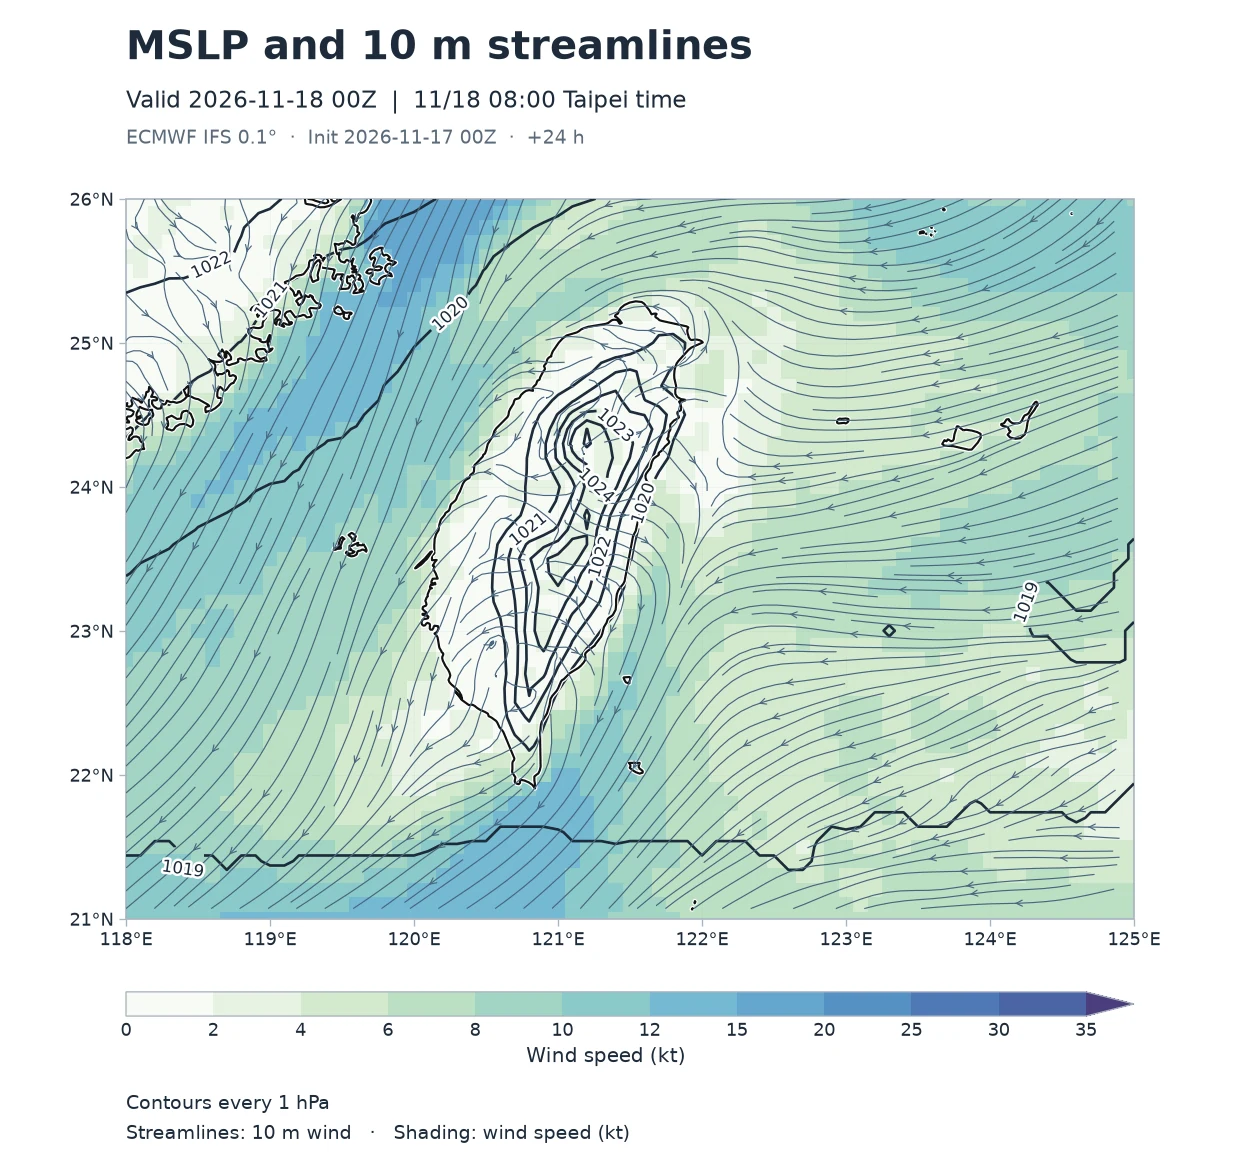 MSLP and 10 m streamlines
Valid 2026-11-18 00Z | 11/18 08:00 Taipei time
ECMWF IFS 0.1° · Init 2026-11-17 00Z · +24 h
26°N
1022
1021
1020
25°N
1023
24°N
1024
1020
1021
1022
1019
23°N
22°N
1019
21°N
118°E 119°E 120°E 121°E 122°E 123°E 124°E 125°E
0 2 4 6 8 10 12 15 20 25 30 35
Wind speed (kt)
Contours every 1 hPa
Streamlines: 10 m wind · Shading: wind speed (kt)